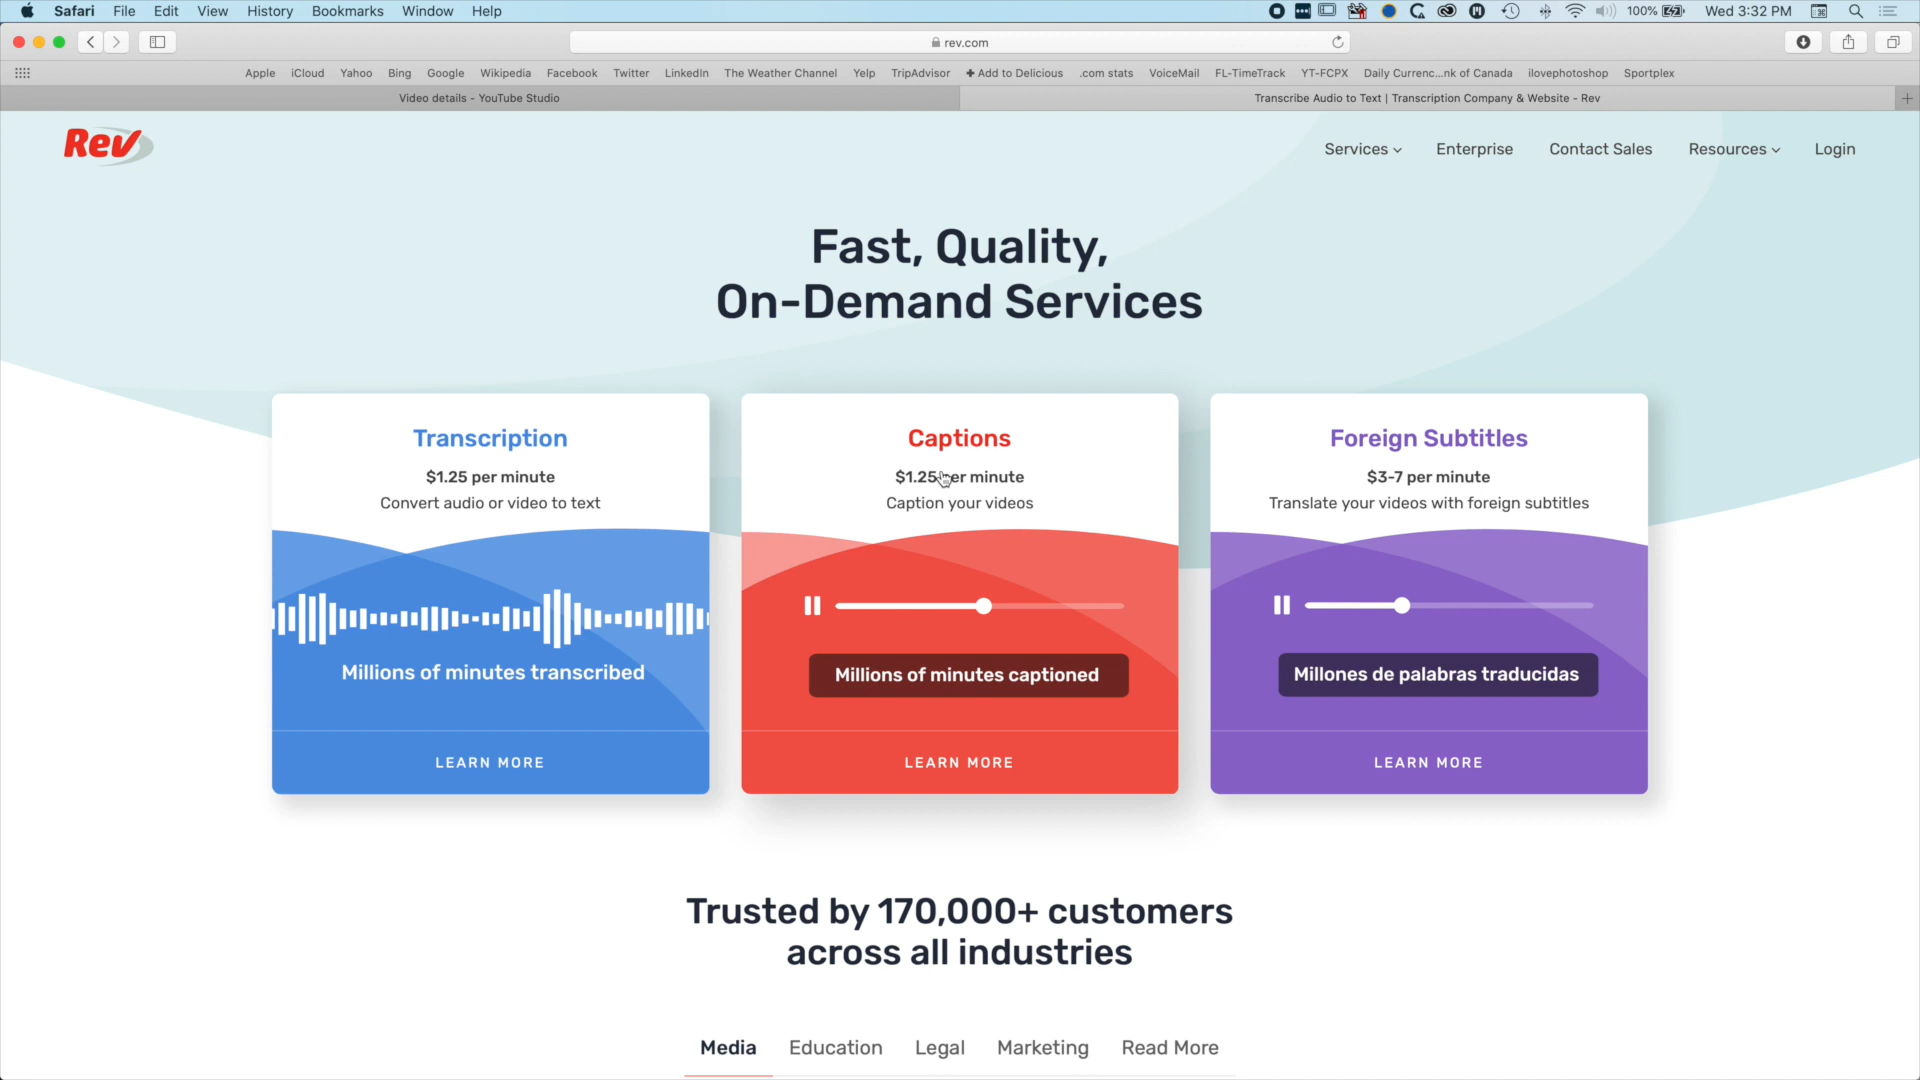 Safari File Edit View History Bookmarks Window Help 100% Wed 3:32 PM
rev.com
Apple iCloud Yahoo Bing Google Wikipedia Facebook Twitter LinkedIn The Weather Channel Yelp TripAdvisor + Add to Delicious .com stats VoiceMail FL-TimeTrack YT-FCPX Daily Currenc...nk of Canada ilovephotoshop Sportplex
Video details - YouTube Studio
Transcribe Audio to Text | Transcription Company & Website - Rev
Rev
Services Enterprise Contact Sales Resources Login
Fast, Quality,
On-Demand Services
Transcription
$1.25 per minute
Convert audio or video to text
Millions of minutes transcribed
LEARN MORE
Captions
$1.25 per minute
Caption your videos
Millions of minutes captioned
LEARN MORE
Foreign Subtitles
$3-7 per minute
Translate your videos with foreign subtitles
Millones de palabras traducidas
LEARN MORE
Trusted by 170,000+ customers
across all industries
Media Education Legal Marketing Read More